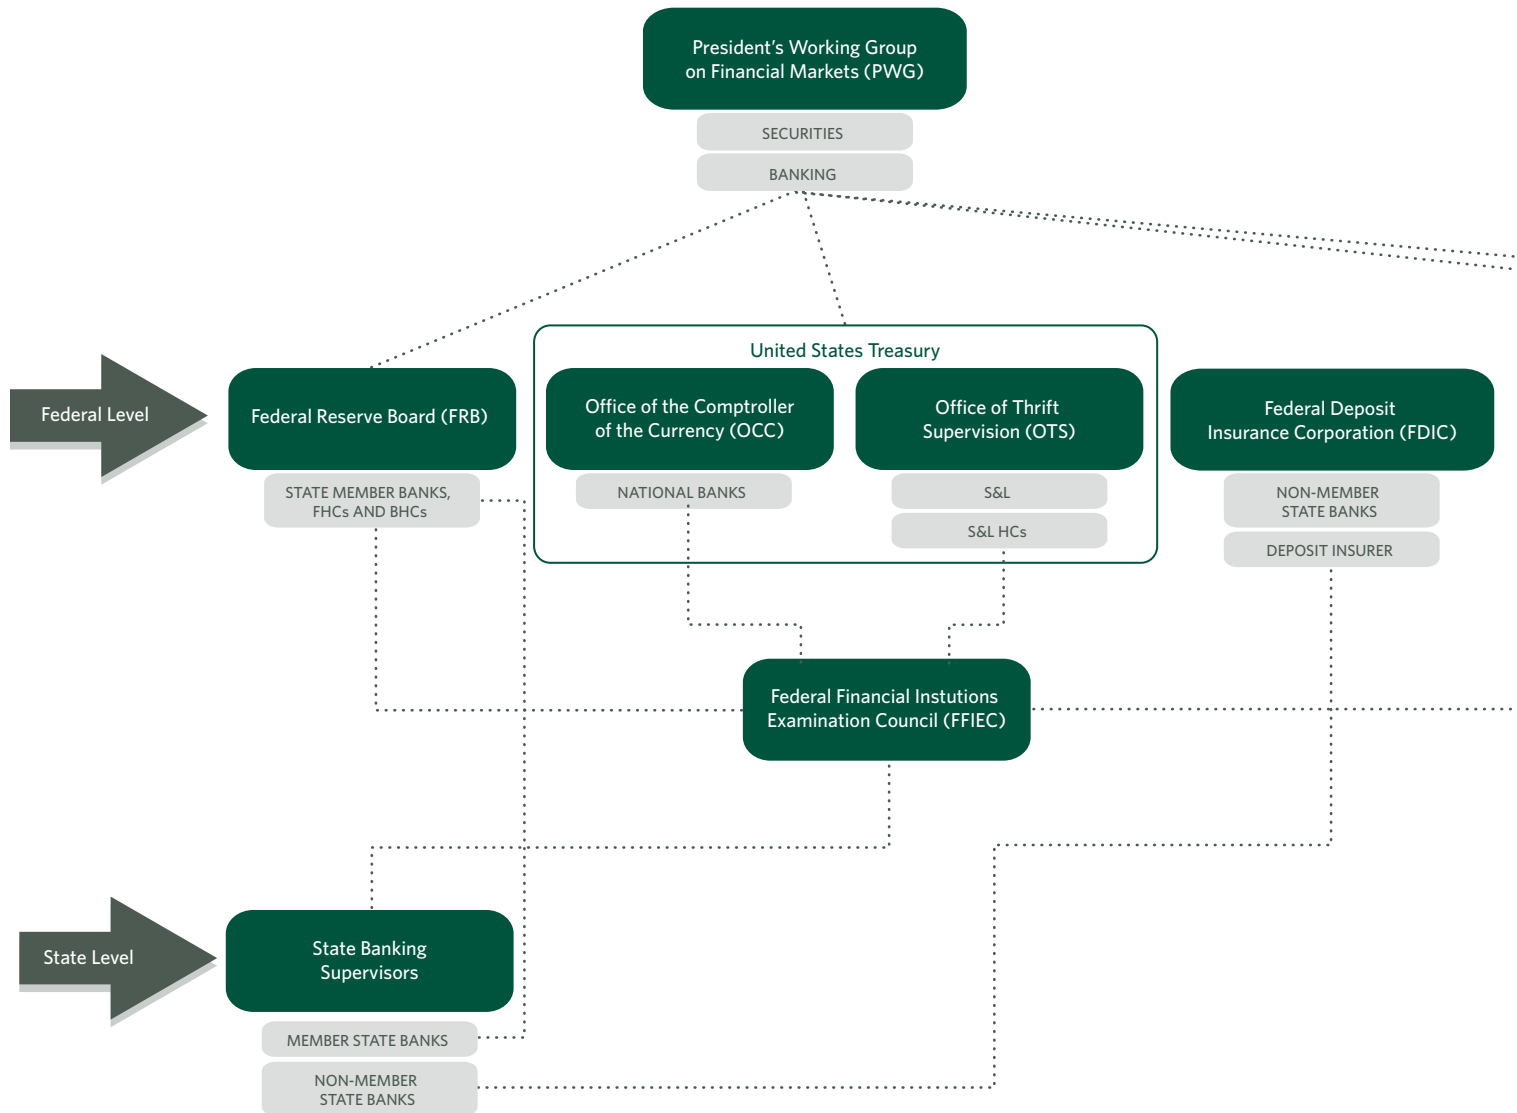 President's Working Group
on Financial Markets (PWG)
SECURITIES
BANKING
United States Treasury
Federal Level
Federal Reserve Board (FRB)
Office of the Comptroller
of the Currency (OCC)
Office of Thrift
Supervision (OTS)
Federal Deposit
Insurance Corporation (FDIC)
STATE MEMBER BANKS,
FHCs AND BHCs
NATIONAL BANKS
S&L
S&L HCs
NON-MEMBER
STATE BANKS
DEPOSIT INSURER
Federal Financial Instutions
Examination Council (FFIEC)
State Level
State Banking
Supervisors
MEMBER STATE BANKS
NON-MEMBER
STATE BANKS